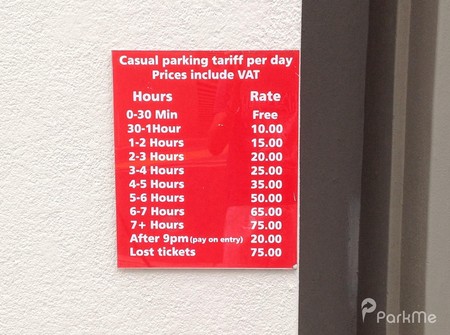 Casual parking tariff per day
Prices include VAT
Hours Rate
0-30 Min Free
30-1Hour 10.00
1-2 Hours 15.00
2-3 Hours 20.00
3-4 Hours 25.00
4-5 Hours 35.00
5-6 Hours 50.00
6-7 Hours 65.00
7+ Hours 75.00
After 9pm (pay on entry) 20.00
Lost tickets 75.00
ParkMe